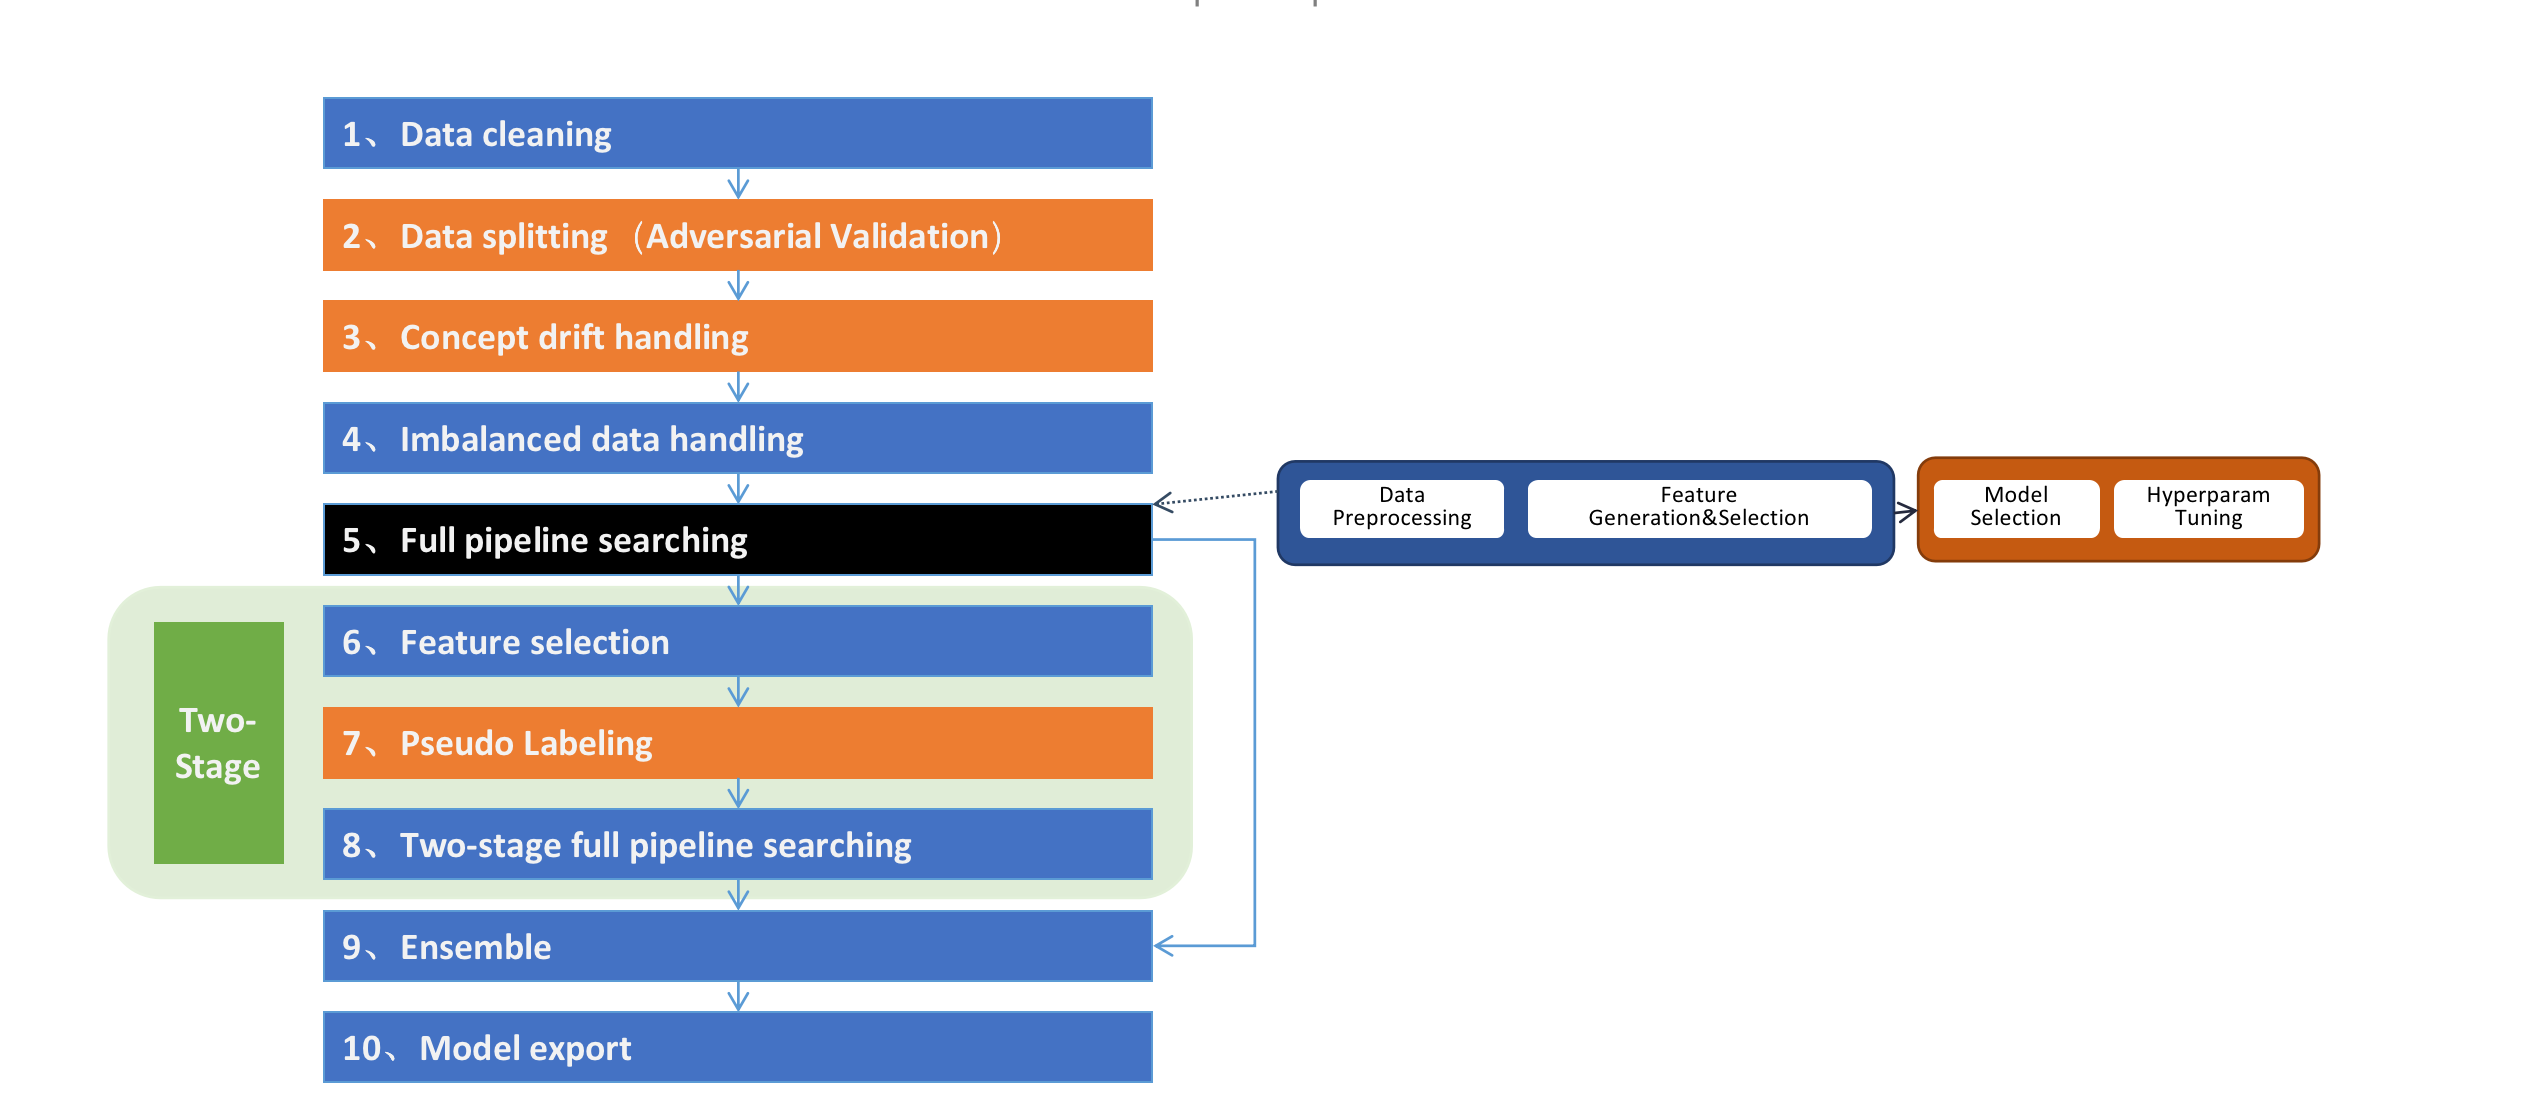 1、Data cleaning
2、Data splitting（Adversarial Validation）
3、Concept drift handling
4、Imbalanced data handling
5、Full pipeline searching
Data
Preprocessing
Feature
Generation&Selection
Model
Selection
Hyperparam
Tuning
Two-
Stage
6、Feature selection
7、Pseudo Labeling
8、Two-stage full pipeline searching
9、Ensemble
10、Model export